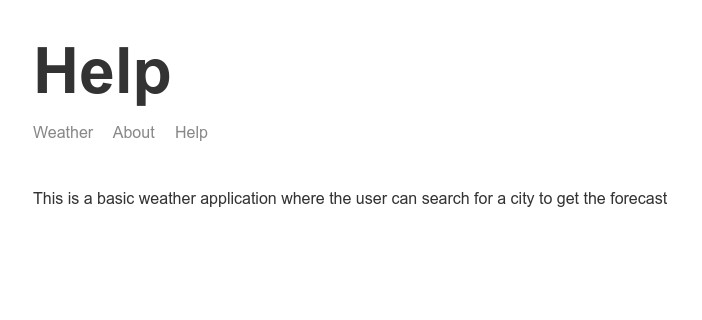 Help
Weather About Help
This is a basic weather application where the user can search for a city to get the forecast